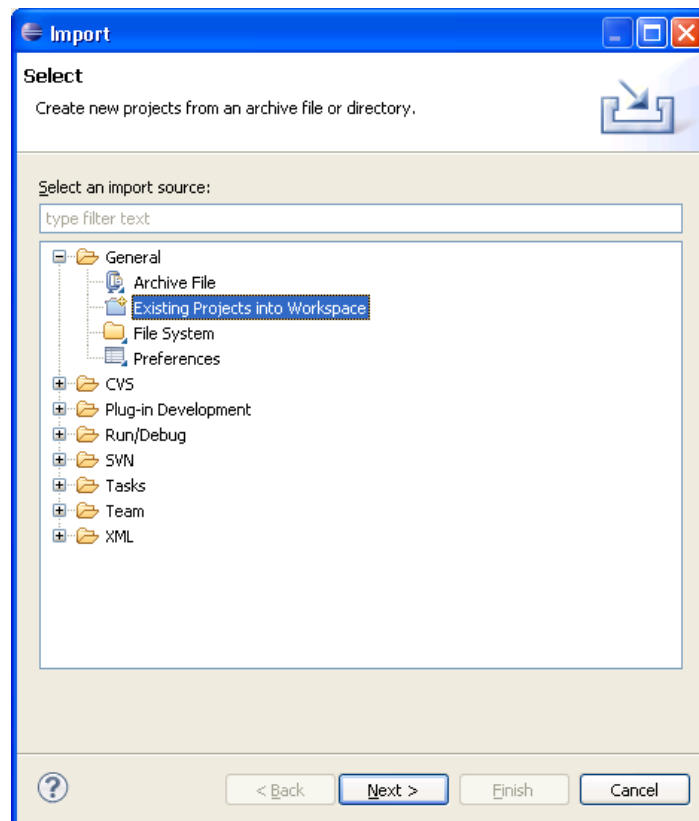 Import
Select
Create new projects from an archive file or directory.
Select an import source:
type filter text
General
Archive File
Existing Projects into Workspace
File System
Preferences
CVS
Plug-in Development
Run/Debug
SVN
Tasks
Team
XML
? < Back Next > Finish Cancel